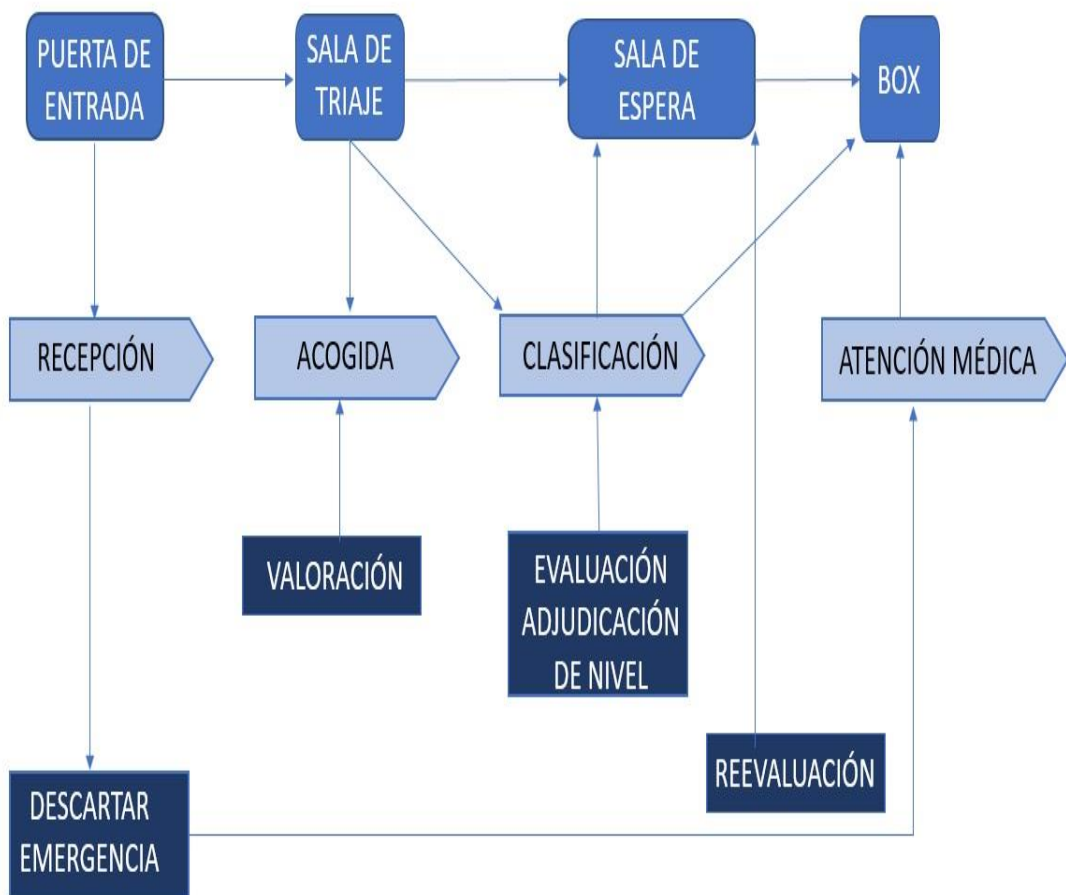 PUERTA DE
ENTRADA
SALA DE
TRIAJE
SALA DE
ESPERA
BOX
RECEPCIÓN
ACOGIDA
CLASIFICACIÓN
ATENCIÓN MÉDICA
VALORACIÓN
EVALUACIÓN
ADJUDICACIÓN
DE NIVEL
REEVALUACIÓN
DESCARTAR
EMERGENCIA